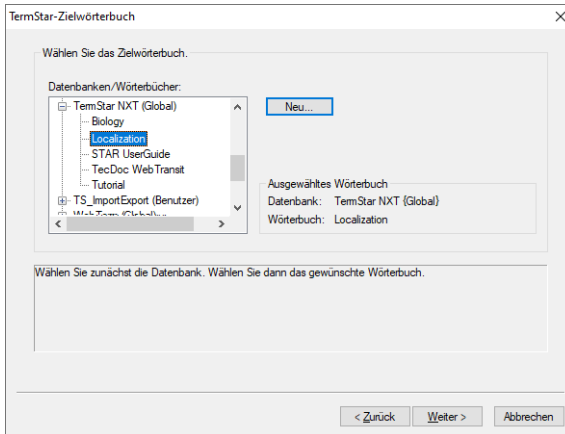 TermStar-Zielwörterbuch
Wählen Sie das Zielwörterbuch.
Datenbanken/Wörterbücher:
TermStar NXT (Global)
Biology
Localization
STAR UserGuide
TecDoc WebTransit
Tutorial
TS_ImportExport (Benutzer)
Neu...
Ausgewähltes Wörterbuch
Datenbank: TermStar NXT {Global}
Wörterbuch: Localization
Wählen Sie zunächst die Datenbank. Wählen Sie dann das gewünschte Wörterbuch.
< Zurück
Weiter >
Abbrechen